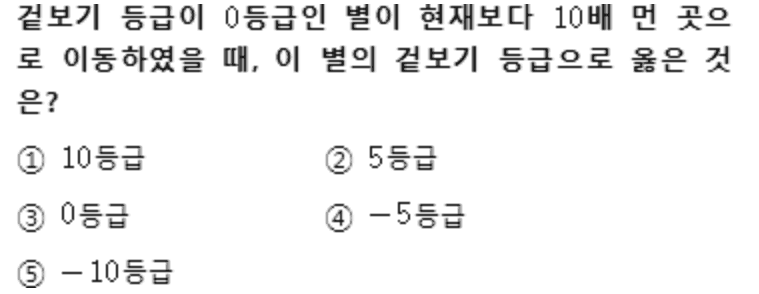 겉보기 등급이 0등급인 별이 현재보다 10배 먼 곳으
로 이동하였을 때, 이 별의 겉보기 등급으로 옳은 것
은?
① 10등급 ② 5등급
③ 0등급 ④ -5등급
⑤ -10등급